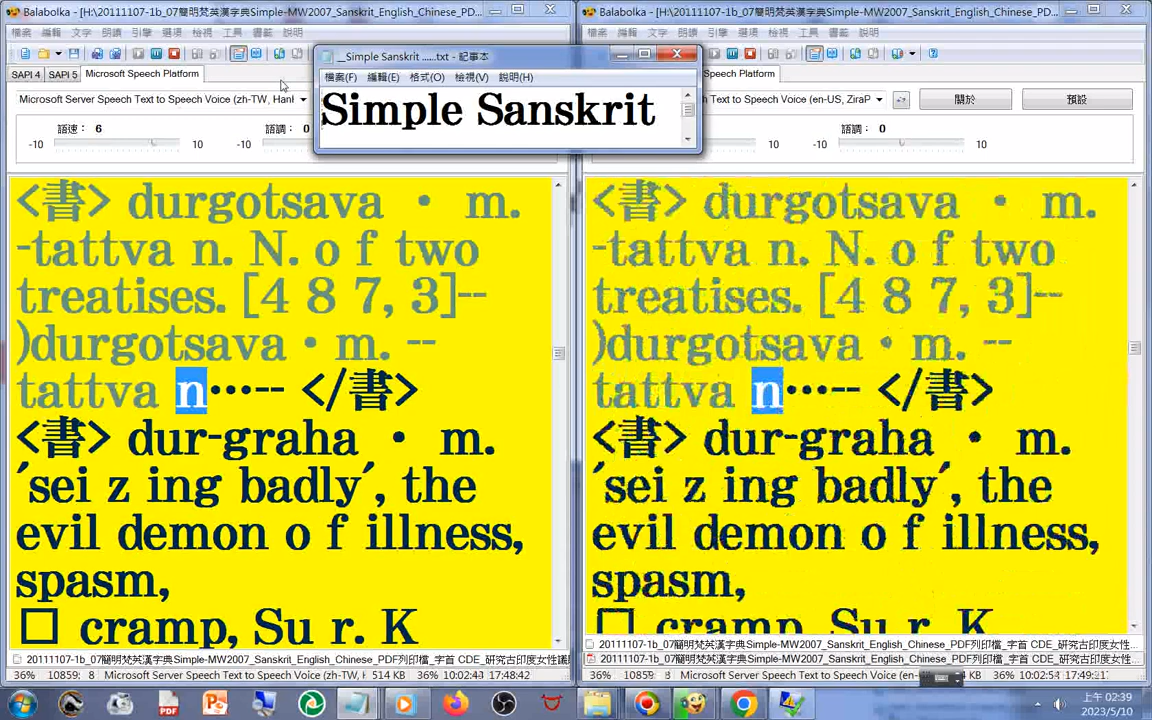 Balabolka - [H:\20111107-1b_07簡明梵英漢字典Simple-MW2007_Sanskrit_English_Chinese_PD...
檔案 編輯 文字 朗讀 引擎 選項 檢視 工具 書籤 說明
SAPI 4 SAPI 5 Microsoft Speech Platform
Microsoft Server Speech Text to Speech Voice (zh-TW, HanH
語速： 6 語調： 0
-10 10 -10
<書> durgotsava • m.
-tattva n. N. o f two
treatises. [4 8 7, 3]--
)durgotsava • m. --
tattva n…-- </書>
<書> dur-graha • m.
´sei z ing badly´, the
evil demon o f illness,
spasm,
□ cramp, Su r. K
20111107-1b_07簡明梵英漢字典Simple-MW2007_Sanskrit_English_Chinese_PDF列印檔_字首 CDE_研究古印度女性議
36% 10859: 8 Microsoft Server Speech Text to Speech Voice (zh-TW, H 514 KB 10:02:44 17:48:42
__Simple Sanskrit ......txt - 記事本
檔案(F) 編輯(E) 格式(O) 檢視(V) 說明(H)
Simple Sanskrit
Balabolka - [H:\20111107-1b_07簡明梵英漢字典Simple-MW2007_Sanskrit_English_Chinese_PD...
工具 書籤 說明
Speech Platform
ch Text to Speech Voice (en-US, ZiraP 關於 預設
語調： 0
10 -10 10
<書> durgotsava • m.
-tattva n. N. o f two
treatises. [4 8 7, 3]--
)durgotsava • m. --
tattva n…-- </書>
<書> dur-graha • m.
´sei z ing badly´, the
evil demon o f illness,
spasm,
□ cramp, Su r. K
20111107-1b_07簡明梵英漢字典Simple-MW2007_Sanskrit_English_Chinese_PDF列印檔_字首 CDE_研究古印度女性
20111107-1b_07簡明梵英漢字典Simple-MW2007_Sanskrit_English_Chinese_PDF列印檔_字首 CDE_研究古印度女性
36% 10859: 8 Microsoft Server Speech Text to 36% 10:02:54 17:49:21
上午 02:39
2023/5/10